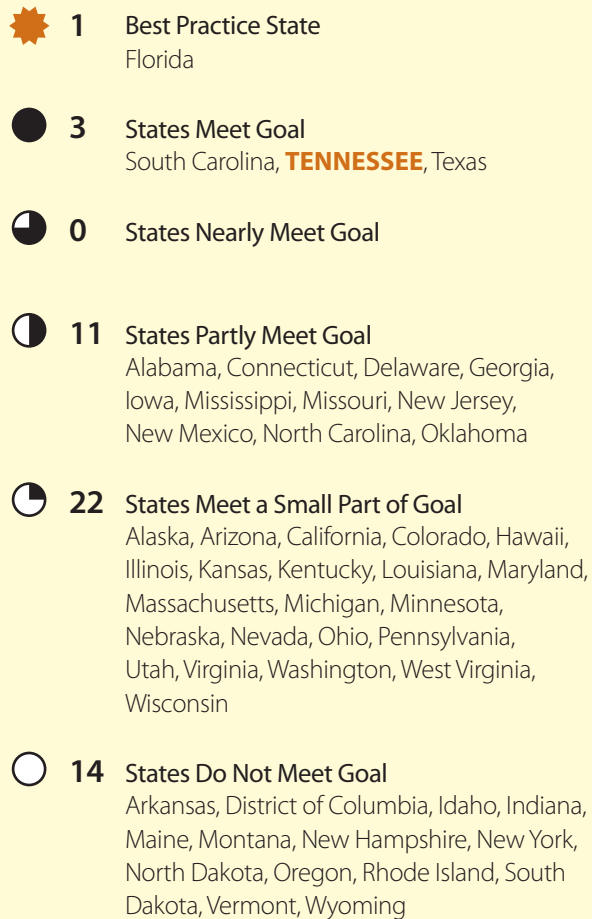 1 Best Practice State
Florida
3 States Meet Goal
South Carolina, TENNESSEE, Texas
0 States Nearly Meet Goal
11 States Partly Meet Goal
Alabama, Connecticut, Delaware, Georgia,
Iowa, Mississippi, Missouri, New Jersey,
New Mexico, North Carolina, Oklahoma
22 States Meet a Small Part of Goal
Alaska, Arizona, California, Colorado, Hawaii,
Illinois, Kansas, Kentucky, Louisiana, Maryland,
Massachusetts, Michigan, Minnesota,
Nebraska, Nevada, Ohio, Pennsylvania,
Utah, Virginia, Washington, West Virginia,
Wisconsin
14 States Do Not Meet Goal
Arkansas, District of Columbia, Idaho, Indiana,
Maine, Montana, New Hampshire, New York,
North Dakota, Oregon, Rhode Island, South
Dakota, Vermont, Wyoming